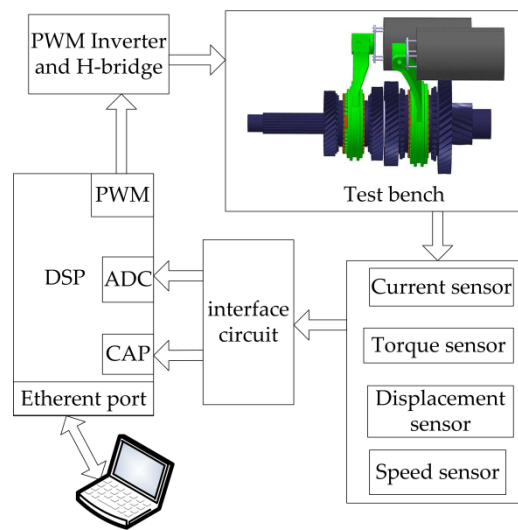 PWM Inverter
and H-bridge
Test bench
PWM
DSP
ADC
CAP
Etherent port
interface
circuit
Current sensor
Torque sensor
Displacement
sensor
Speed sensor